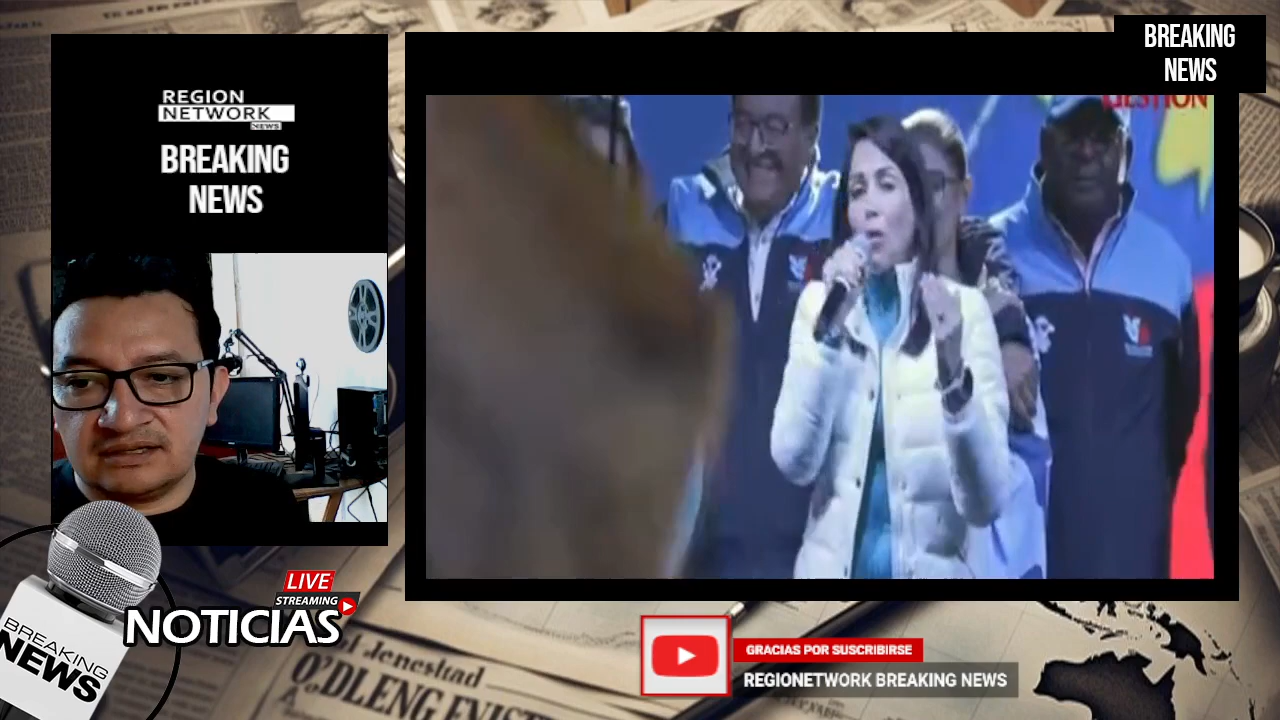 BREAKING
NEWS
REGION
NETWORK
NEWS
BREAKING
NEWS
LIVE
STREAMING
NOTICIAS
BREAKING
NEWS
GRACIAS POR SUSCRIBIRSE
REGIONETWORK BREAKING NEWS